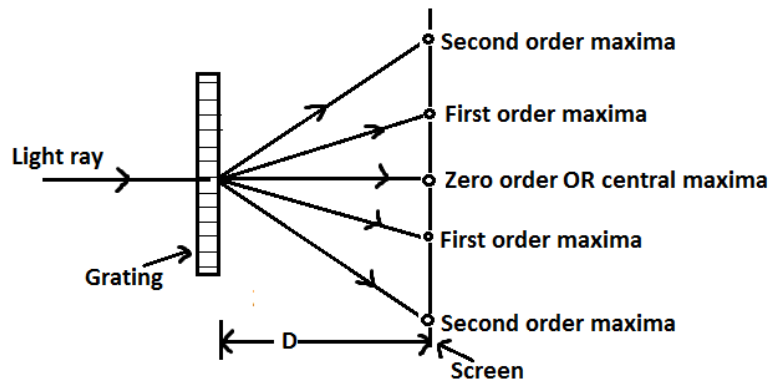 Second order maxima
First order maxima
Light ray
Zero order OR central maxima
First order maxima
Grating
Second order maxima
D
Screen